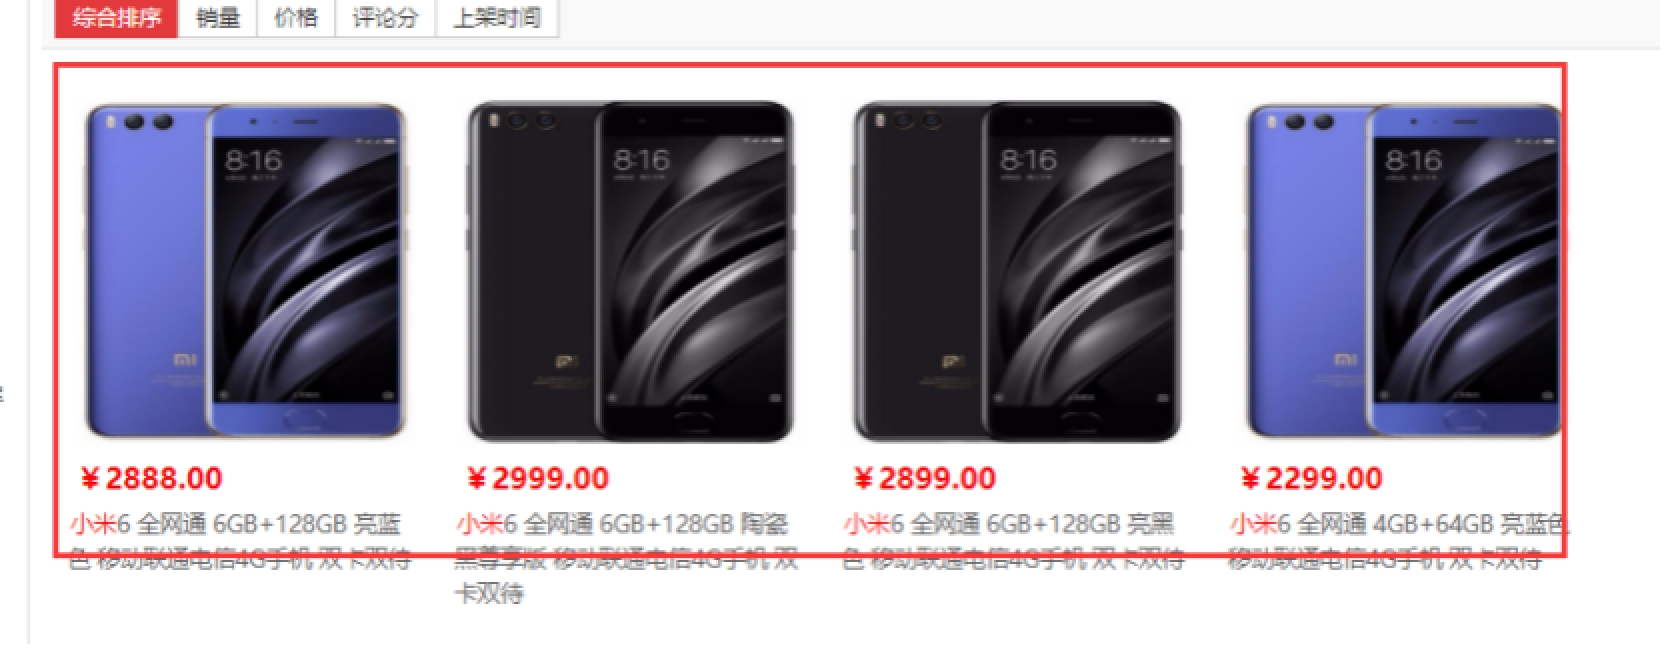 综合排序 销量 价格 评论分 上架时间
8:16 8:16 8:16 8:16
¥2888.00 ¥2999.00 ¥2899.00 ¥2299.00
小米6 全网通 6GB+128GB 亮蓝
色 移动联通电信4G手机 双卡双待
小米6 全网通 6GB+128GB 陶瓷
黑尊享版 移动联通电信4G手机 双
卡双待
小米6 全网通 6GB+128GB 亮黑
色 移动联通电信4G手机 双卡双待
小米6 全网通 4GB+64GB 亮蓝色
移动联通电信4G手机 双卡双待